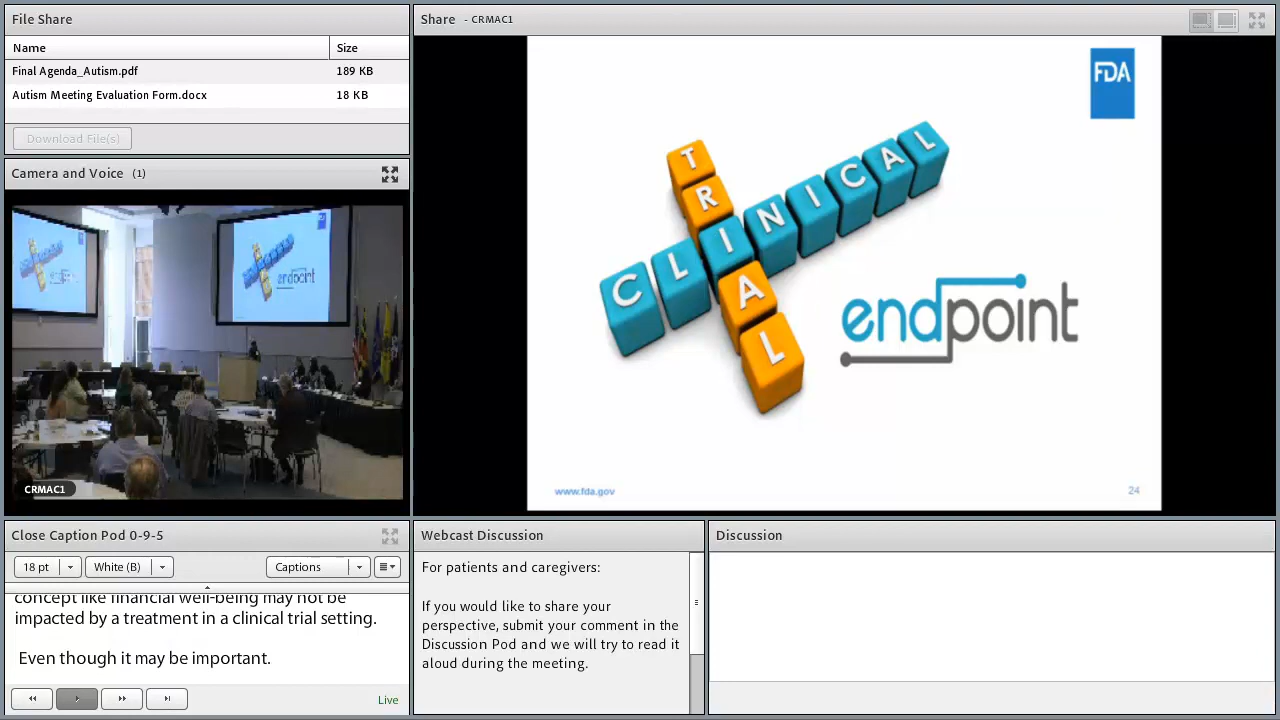 File Share
Name
Size
Final Agenda_Autism.pdf
189 KB
Autism Meeting Evaluation Form.docx
18 KB
Download File(s)
Camera and Voice (1)
CRMAC1
Close Caption Pod 0-9-5
18 pt
White (B)
Captions
concept like financial well-being may not be
impacted by a treatment in a clinical trial setting.
Even though it may be important.
Live
Share - CRMAC1
FDA
CLINICAL
TRIAL
endpoint
www.fda.gov
24
Webcast Discussion
For patients and caregivers:
If you would like to share your
perspective, submit your comment in the
Discussion Pod and we will try to read it
aloud during the meeting.
Discussion